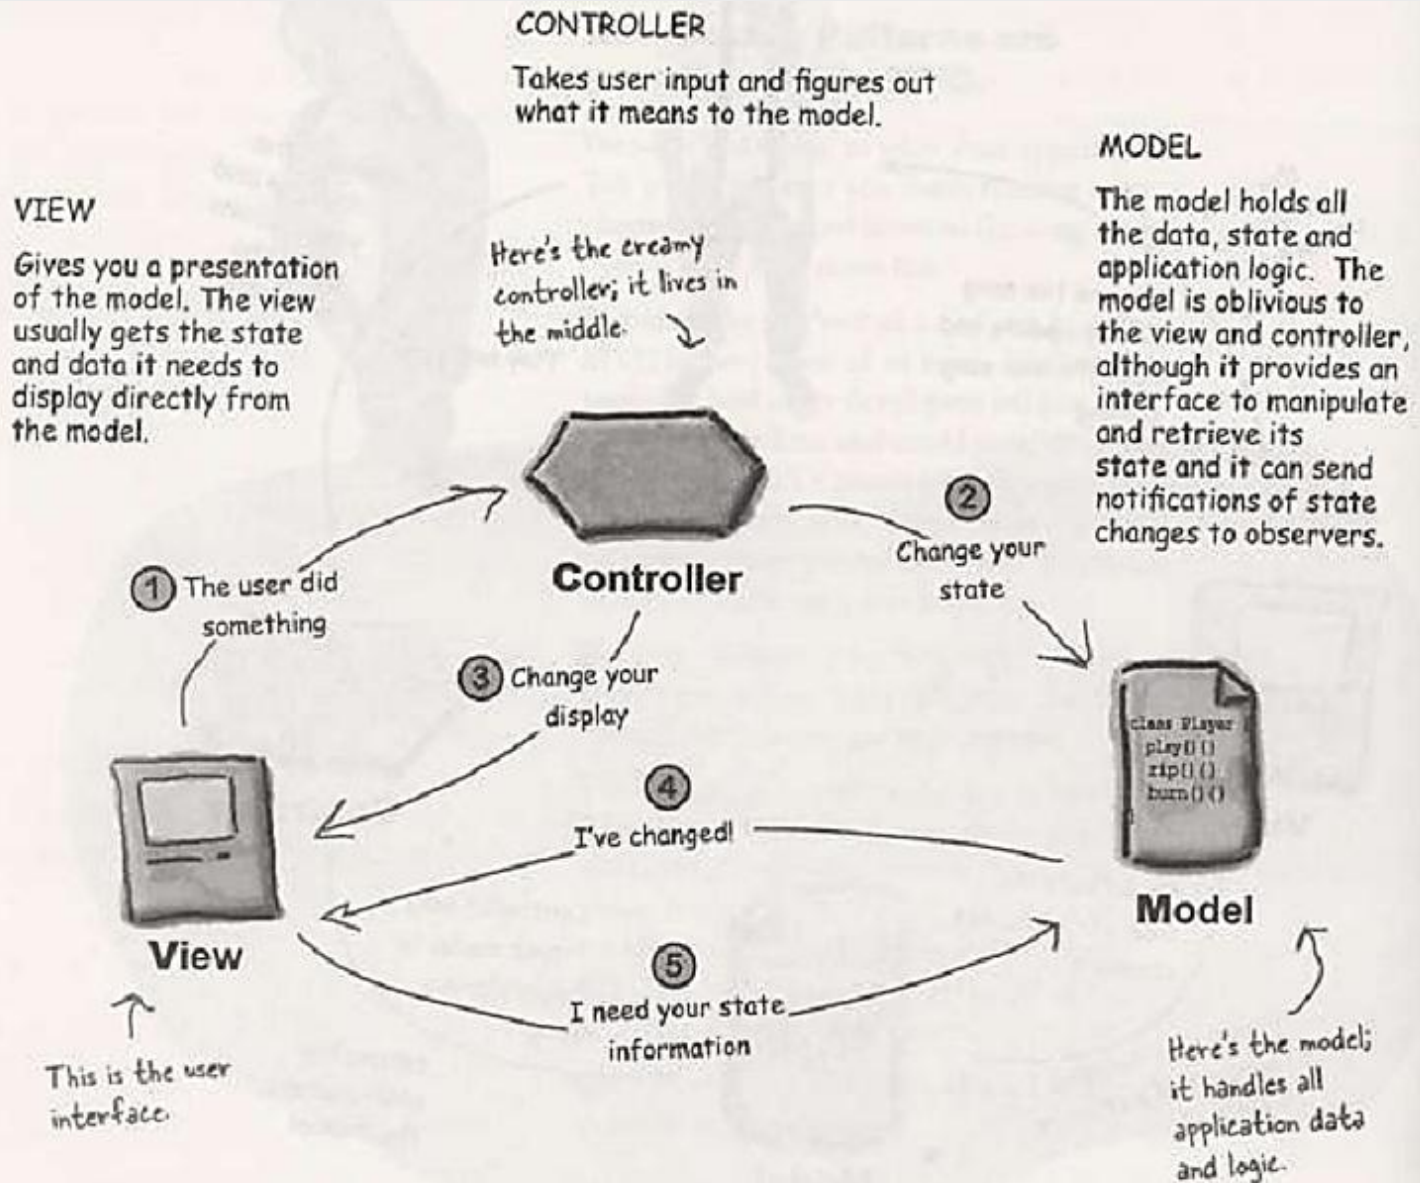 CONTROLLER
Takes user input and figures out
what it means to the model.
MODEL
The model holds all
the data, state and
application logic. The
model is oblivious to
the view and controller,
although it provides an
interface to manipulate
and retrieve its
state and it can send
notifications of state
changes to observers.
VIEW
Gives you a presentation
of the model. The view
usually gets the state
and data it needs to
display directly from
the model.
Here's the creamy
controller; it lives in
the middle.
Controller
1 The user did
something
2
Change your
state
3 Change your
display
4
I've changed!
5
I need your state
information
class Player
play(){}
rip(){}
burn(){}
Model
View
This is the user
interface.
Here's the model;
it handles all
application data
and logic.